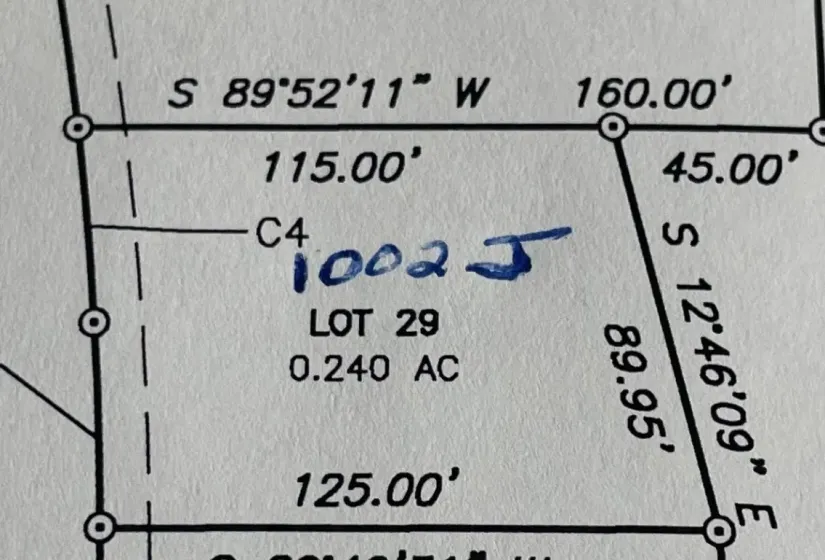 S 89°52'11" W 160.00'
115.00' 45.00'
C4
1002 J
S 12°46'09" E
LOT 29
89.95'
0.240 AC
125.00'